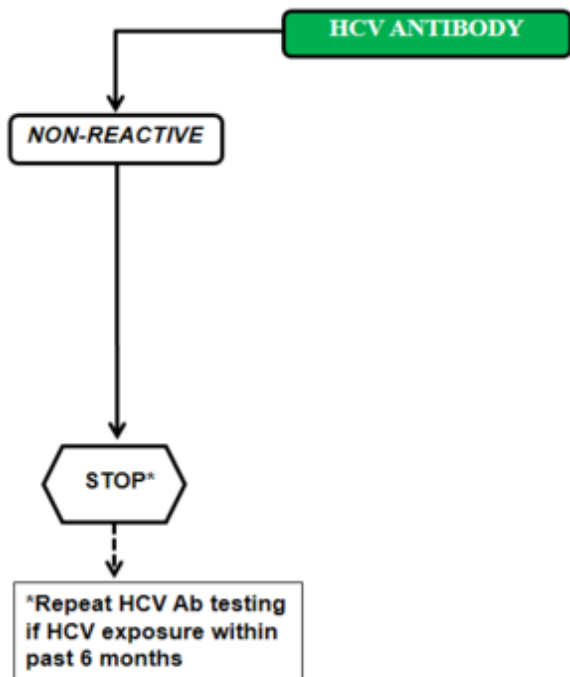 HCV ANTIBODY
NON-REACTIVE
STOP*
*Repeat HCV Ab testing
if HCV exposure within
past 6 months